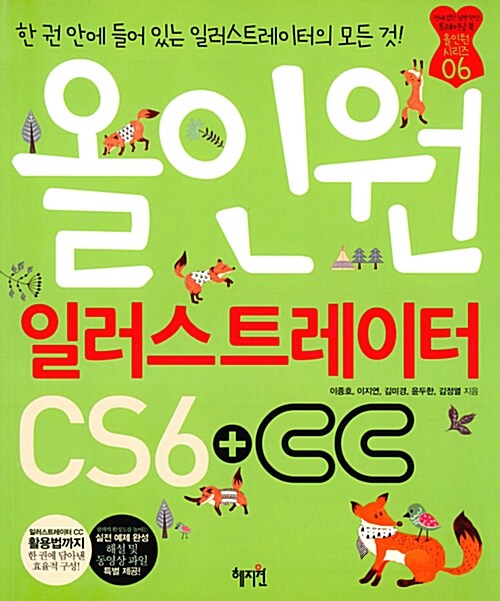 한 권 안에 들어 있는 일러스트레이터의 모든 것!
올인원
시리즈
06
올인원
일러스트레이터
이종호, 이지연, 김미경, 윤두한, 김정열 지음
CS6+CC
일러스트레이터 CC
활용법까지
한 권에 담아낸
효율적 구성!
실전 예제 완성
해설 및
동영상 파일
특별 제공!
혜지원